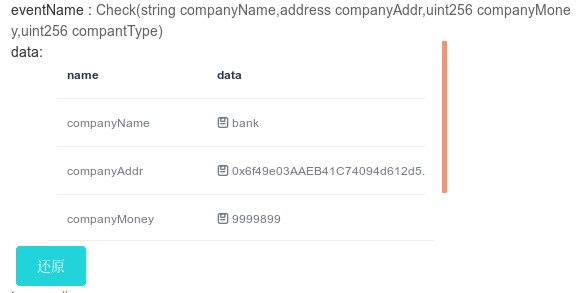 eventName : Check(string companyName,address companyAddr,uint256 companyMone
y,uint256 compantType)
data:
name data
companyName bank
companyAddr 0x6f49e03AAEB41C74094d612d5.
companyMoney 9999899
还原